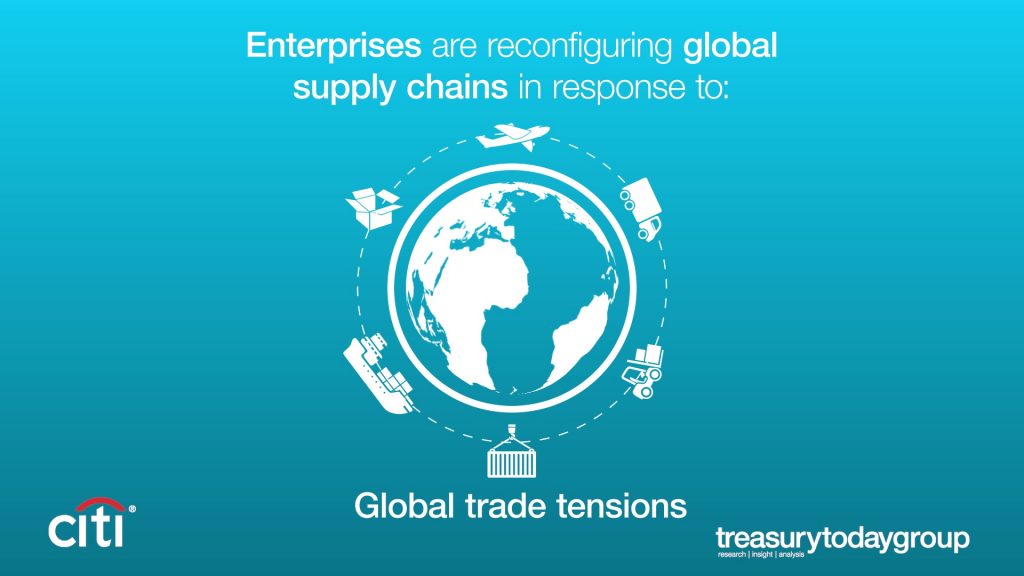 Enterprises are reconfiguring global
supply chains in response to:
Global trade tensions
citi®
treasurytodaygroup
research | insight | analysis